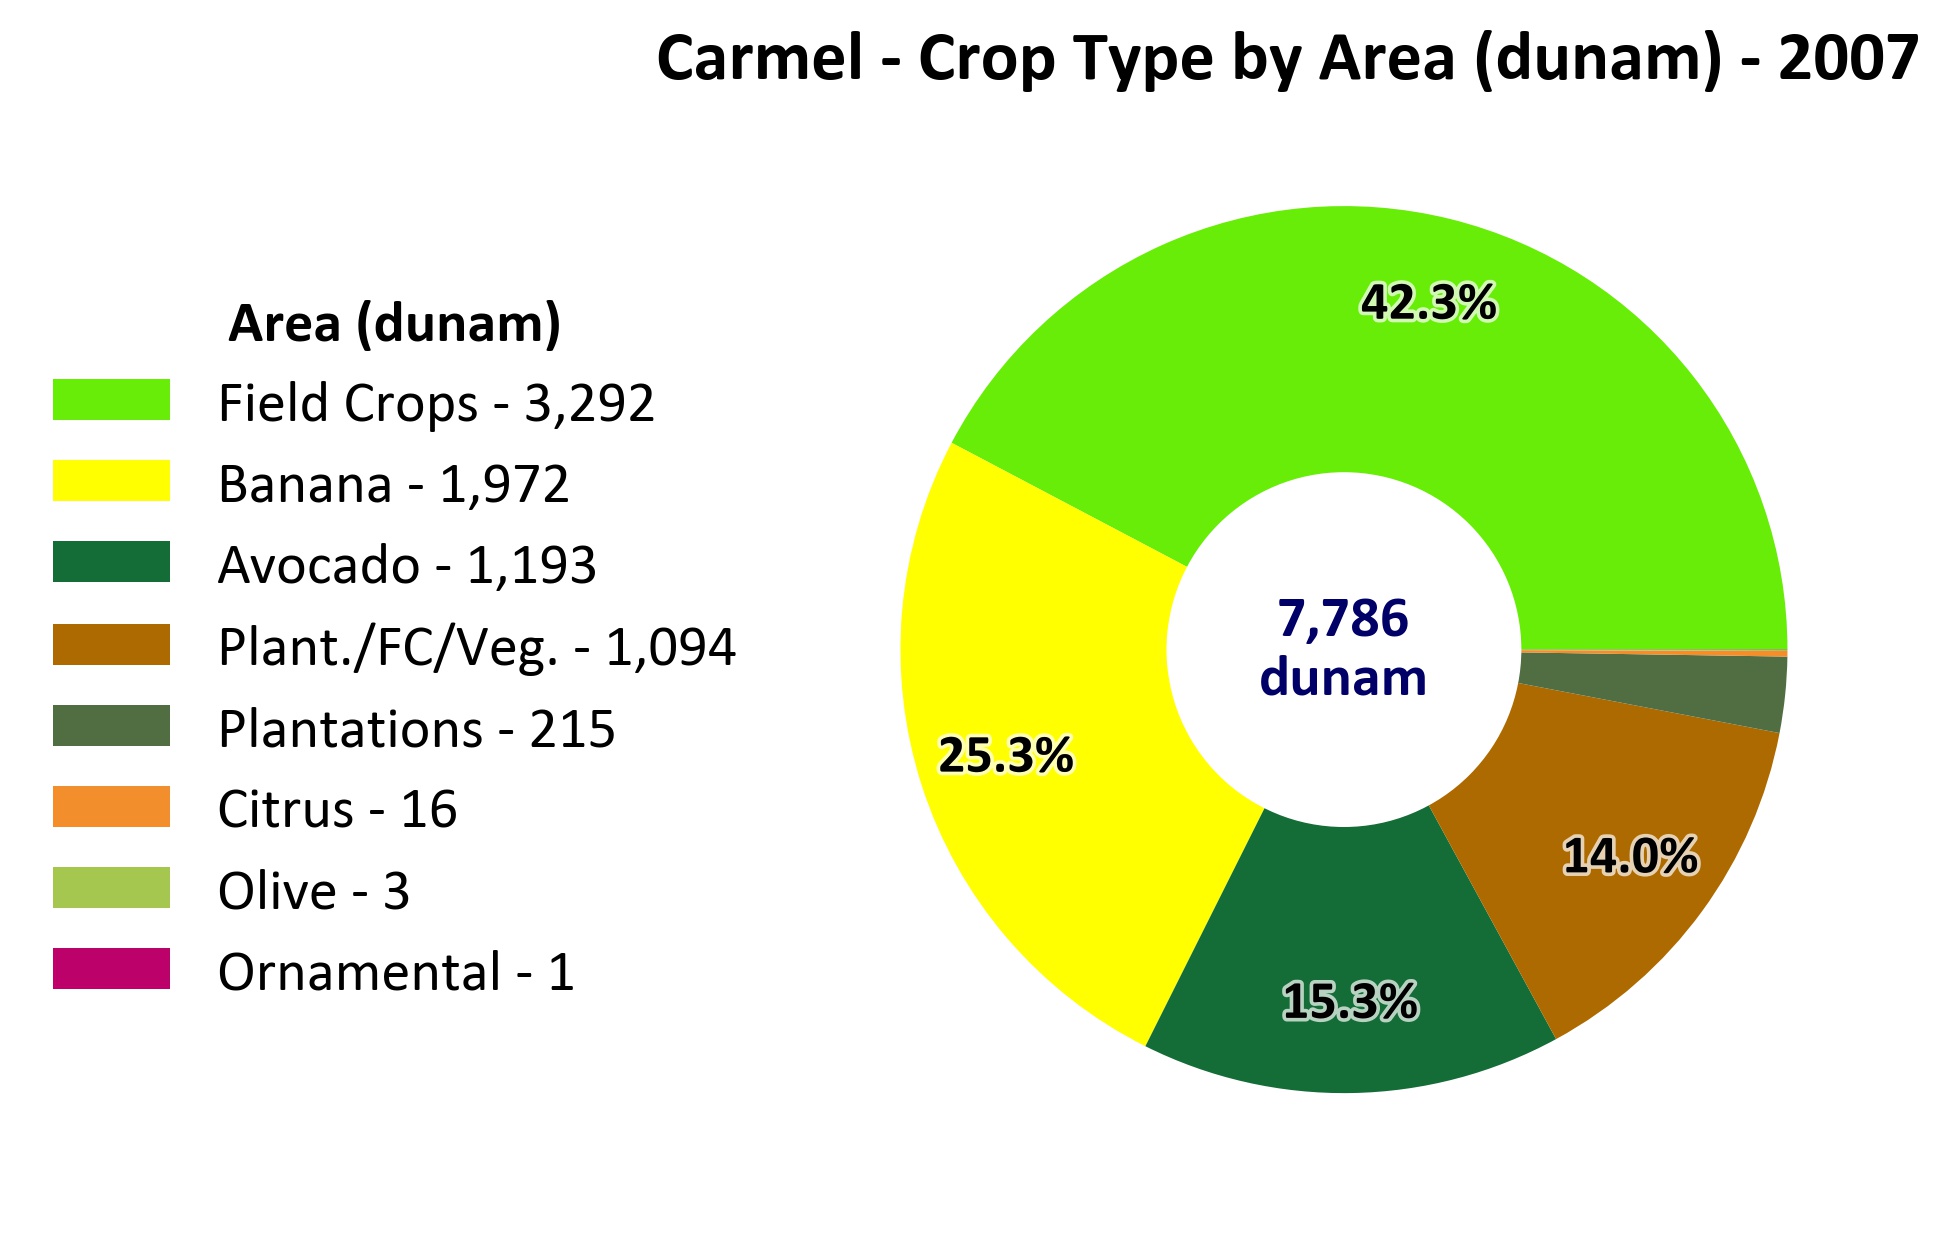 Carmel - Crop Type by Area (dunam) - 2007
Area (dunam)
Field Crops - 3,292
Banana - 1,972
Avocado - 1,193
Plant./FC/Veg. - 1,094
Plantations - 215
Citrus - 16
Olive - 3
Ornamental - 1
42.3%
25.3%
15.3%
14.0%
7,786
dunam